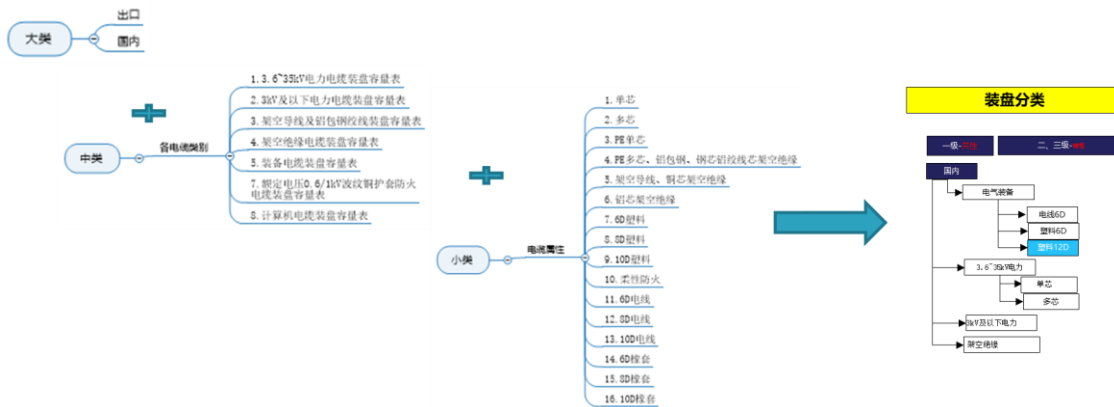 大类
出口
国内
中类
各电缆类别
1.3.6~35kV电力电缆装盘容量表
2.3kV及以下电力电缆装盘容量表
3.架空导线及铝包钢绞线装盘容量表
4.架空绝缘电缆装盘容量表
5.装备电缆装盘容量表
7.额定电压0.6/1kV波纹铜护套防火
电缆装盘容量表
8.计算机电缆装盘容量表
小类
电缆属性
1.单芯
2.多芯
3.PE单芯
4.PE多芯、铝包钢、钢芯铝绞线芯架空绝缘
5.架空导线、铜芯架空绝缘
6.铝芯架空绝缘
7.6D塑料
8.8D塑料
9.10D塑料
10.柔性防火
11.6D电线
12.8D电线
13.10D电线
14.6D橡套
15.8D橡套
16.10D橡套
装盘分类
一级-
二、三级-
国内
电气装备
电线6D
塑料6D
塑料12D
3.6~35kV电力
单芯
多芯
3kV及以下电力
架空绝缘